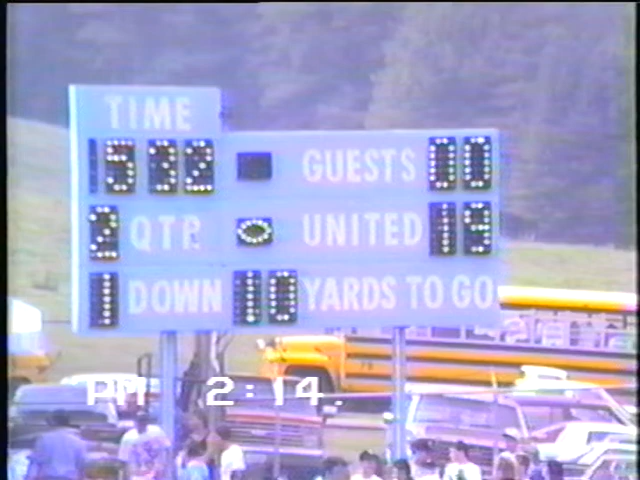 TIME
5 32 GUESTS 00
2 QTR UNITED 19
1 DOWN 10 YARDS TO GO
PM 2:14